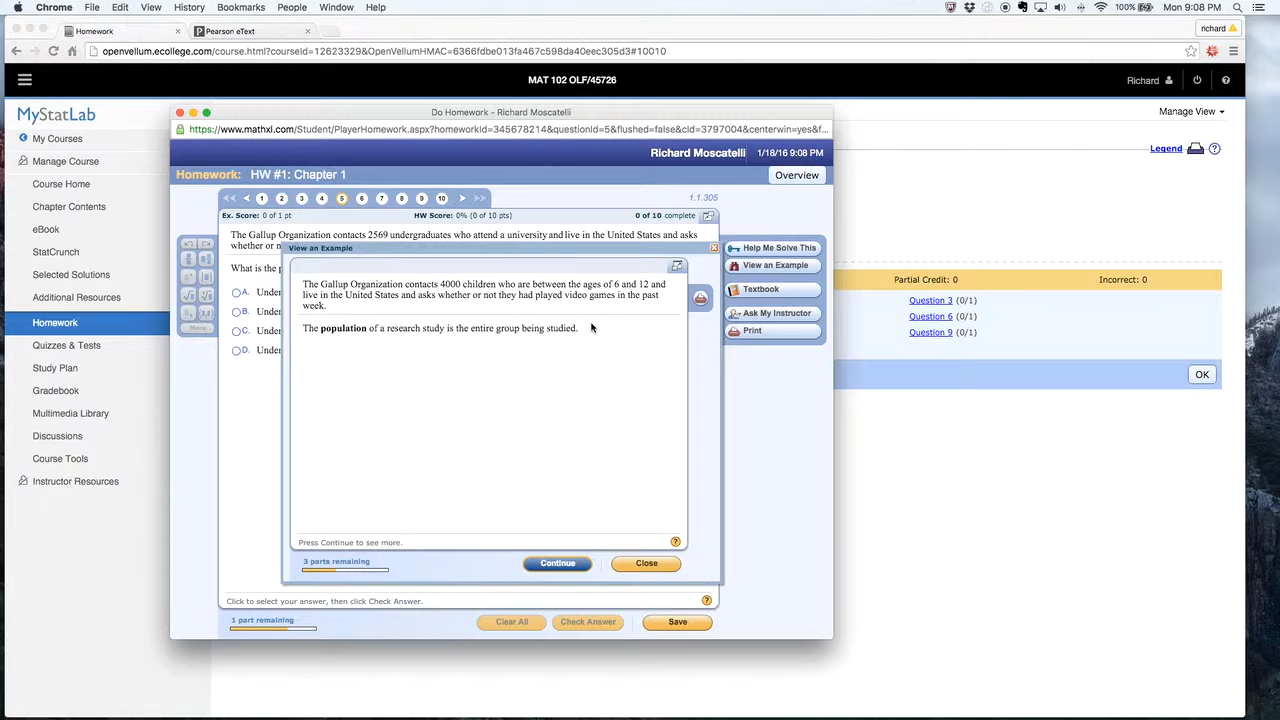 Chrome File Edit View History Bookmarks People Window Help
100% Mon 9:08 PM
Homework
Pearson eText
richard
openvellum.ecollege.com/course.html?courseId=12623329&OpenVellumHMAC=6366fdbe013fa467c598da40eec305d3#10010
MAT 102 OLF/45726
Richard
MyStatLab
Manage View
My Courses
Manage Course
Course Home
Chapter Contents
eBook
StatCrunch
Selected Solutions
Additional Resources
Homework
Quizzes & Tests
Study Plan
Gradebook
Multimedia Library
Discussions
Course Tools
Instructor Resources
Legend
Do Homework - Richard Moscatelli
https://www.mathxl.com/Student/PlayerHomework.aspx?homeworkId=345678214&questionId=5&flushed=false&cId=3797004&centerwin=yes&f...
Richard Moscatelli 1/18/16 9:08 PM
Homework: HW #1: Chapter 1
Overview
1 2 3 4 5 6 7 8 9 10
1.1.305
Ex. Score: 0 of 1 pt HW Score: 0% (0 of 10 pts) 0 of 10 complete
The Gallup Organization contacts 2569 undergraduates who attend a university and live in the United States and asks
whether or n
What is the p
A. Under
B. Under
C. Under
D. Under
More
View an Example
The Gallup Organization contacts 4000 children who are between the ages of 6 and 12 and
live in the United States and asks whether or not they had played video games in the past
week.
The population of a research study is the entire group being studied.
Press Continue to see more.
3 parts remaining
Continue
Close
Help Me Solve This
View an Example
Textbook
Ask My Instructor
Print
Click to select your answer, then click Check Answer.
1 part remaining
Clear All
Check Answer
Save
Partial Credit: 0 Incorrect: 0
Question 3 (0/1)
Question 6 (0/1)
Question 9 (0/1)
OK